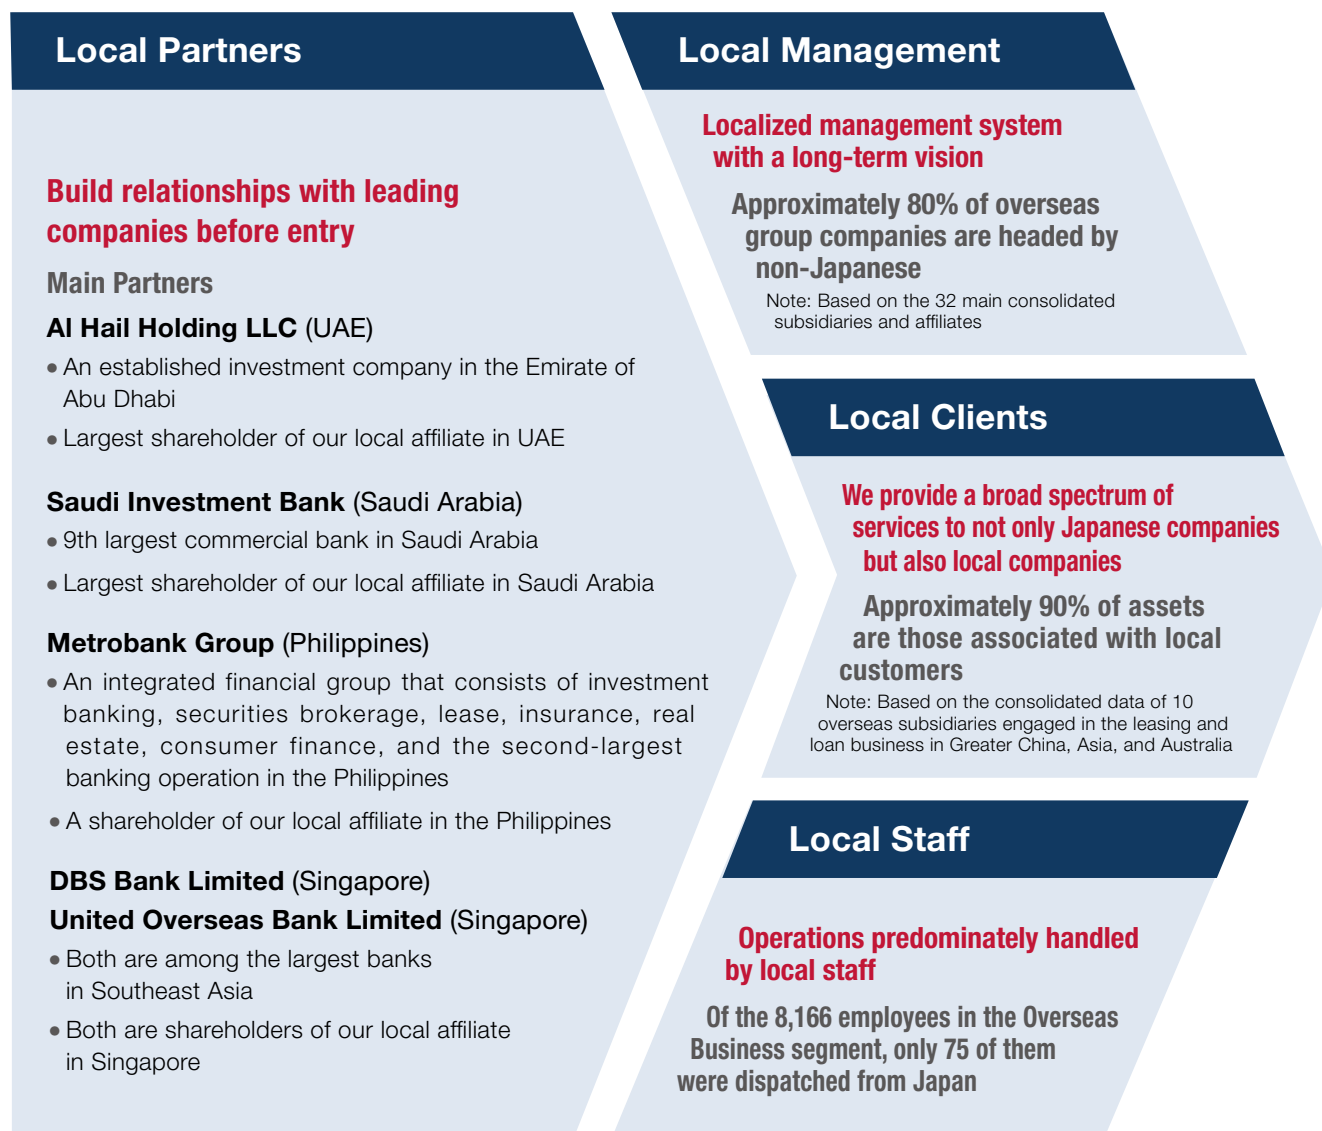 Local Partners
Build relationships with leading
companies before entry
Main Partners
Al Hail Holding LLC (UAE)
● An established investment company in the Emirate of
Abu Dhabi
● Largest shareholder of our local affiliate in UAE
Saudi Investment Bank (Saudi Arabia)
● 9th largest commercial bank in Saudi Arabia
● Largest shareholder of our local affiliate in Saudi Arabia
Metrobank Group (Philippines)
● An integrated financial group that consists of investment
banking, securities brokerage, lease, insurance, real
estate, consumer finance, and the second-largest
banking operation in the Philippines
● A shareholder of our local affiliate in the Philippines
DBS Bank Limited (Singapore)
United Overseas Bank Limited (Singapore)
● Both are among the largest banks
in Southeast Asia
● Both are shareholders of our local affiliate
in Singapore
Local Management
Localized management system
with a long-term vision
Approximately 80% of overseas
group companies are headed by
non-Japanese
Note: Based on the 32 main consolidated
subsidiaries and affiliates
Local Clients
We provide a broad spectrum of
services to not only Japanese companies
but also local companies
Approximately 90% of assets
are those associated with local
customers
Note: Based on the consolidated data of 10
overseas subsidiaries engaged in the leasing and
loan business in Greater China, Asia, and Australia
Local Staff
Operations predominately handled
by local staff
Of the 8,166 employees in the Overseas
Business segment, only 75 of them
were dispatched from Japan